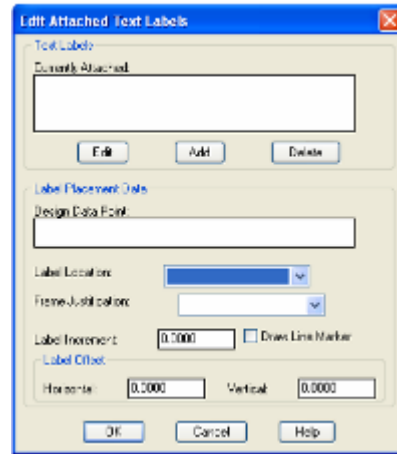 Edit Attached Text Labels
Text Labels
Currently Attached:
Edit Add Delete
Label Placement Data
Design Data Point:
Label Location:
Frame Justification:
Label Increment: 0.0000 Draw Line Marker
Label Offset
Horizontal: 0.0000 Vertical: 0.0000
OK Cancel Help